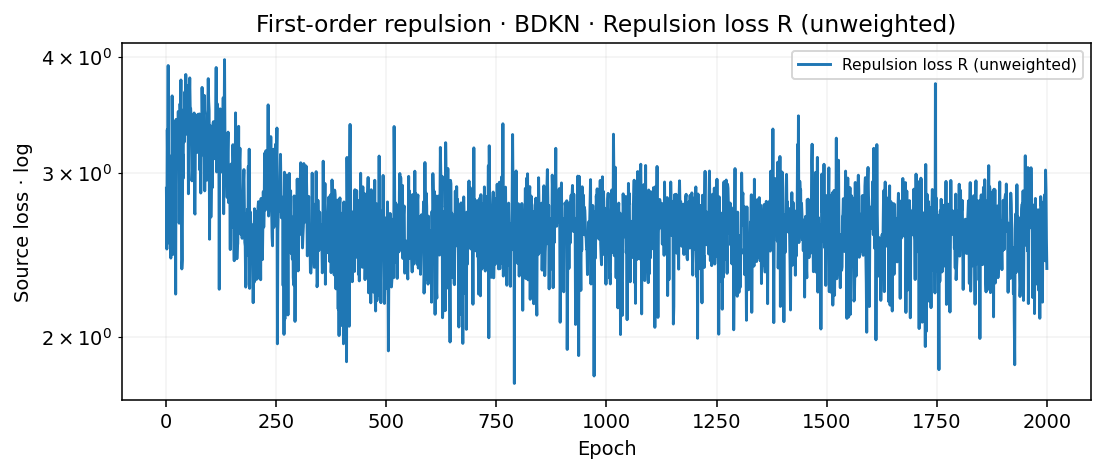 First-order repulsion · BDKN · Repulsion loss R (unweighted)
Repulsion loss R (unweighted)
Source loss · log
4 × 10⁰
3 × 10⁰
2 × 10⁰
0 250 500 750 1000 1250 1500 1750 2000
Epoch